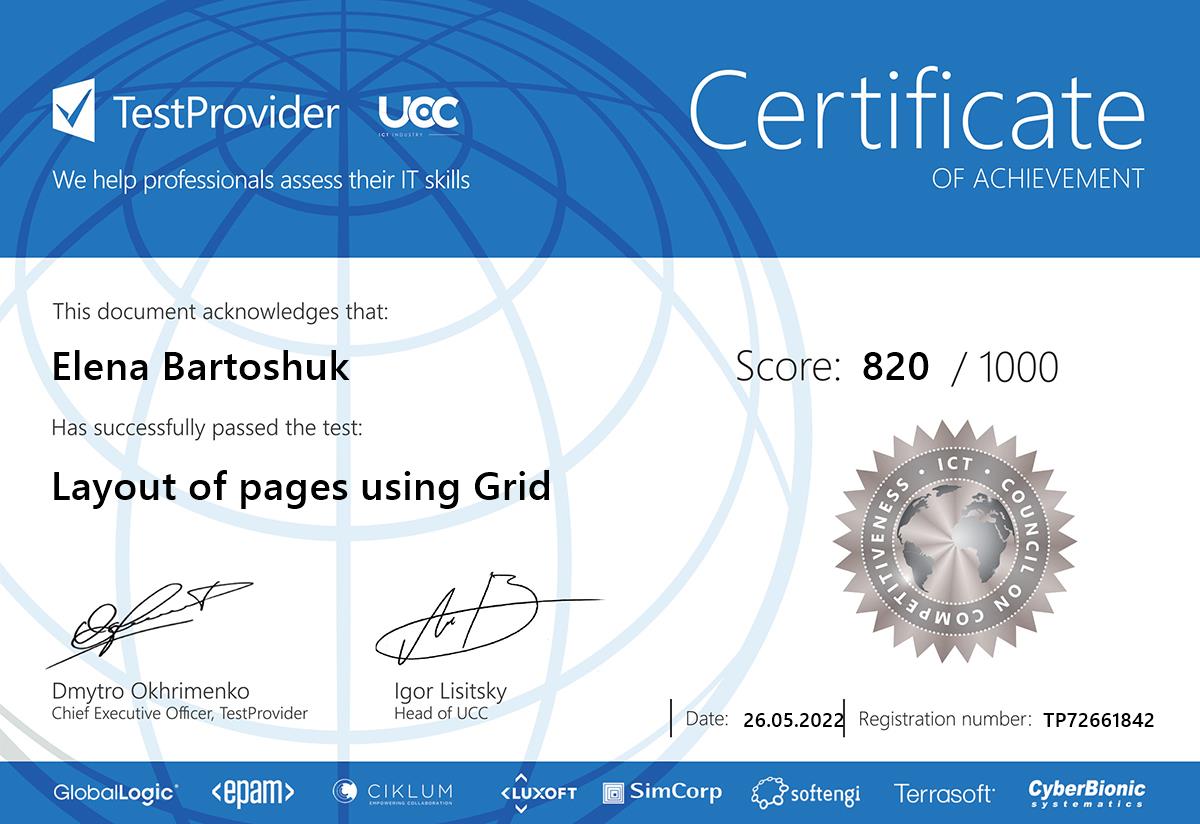 TestProvider
UCC
ICT INDUSTRY
We help professionals assess their IT skills
Certificate
OF ACHIEVEMENT
This document acknowledges that:
Elena Bartoshuk
Score: 820 / 1000
Has successfully passed the test:
Layout of pages using Grid
· ICT · COUNCIL ON COMPETITIVENESS
Dmytro Okhrimenko
Chief Executive Officer, TestProvider
Igor Lisitsky
Head of UCC
Date: 26.05.2022
Registration number: TP72661842
GlobalLogic
<epam>
CIKLUM
EMPOWERING COLLABORATION
LUXOFT
SimCorp
softengi
Terrasoft
CyberBionic
systematics